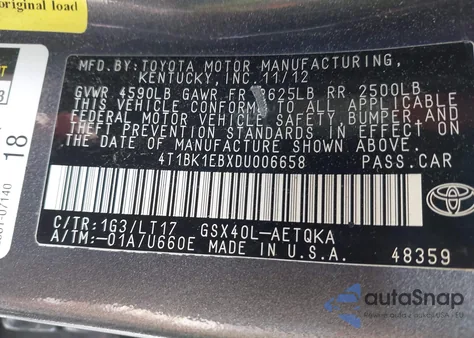 original load
MFD. BY: TOYOTA MOTOR MANUFACTURING,
KENTUCKY, INC. 11/12
GVWR 4590LB GAWR FR 2625LB RR 2500LB
THIS VEHICLE CONFORMS TO ALL APPLICABLE
FEDERAL MOTOR VEHICLE SAFETY, BUMPER, AND
THEFT PREVENTION STANDARDS IN EFFECT ON
THE DATE OF MANUFACTURE SHOWN ABOVE.
4T1BK1EBXDU006658 PASS.CAR
C/TR: 1G3/LT17 GSX40L-AETQKA
A/TM: -01A/U660E MADE IN U.S.A.
48359
TOYOTA
18
07140
autoSnap